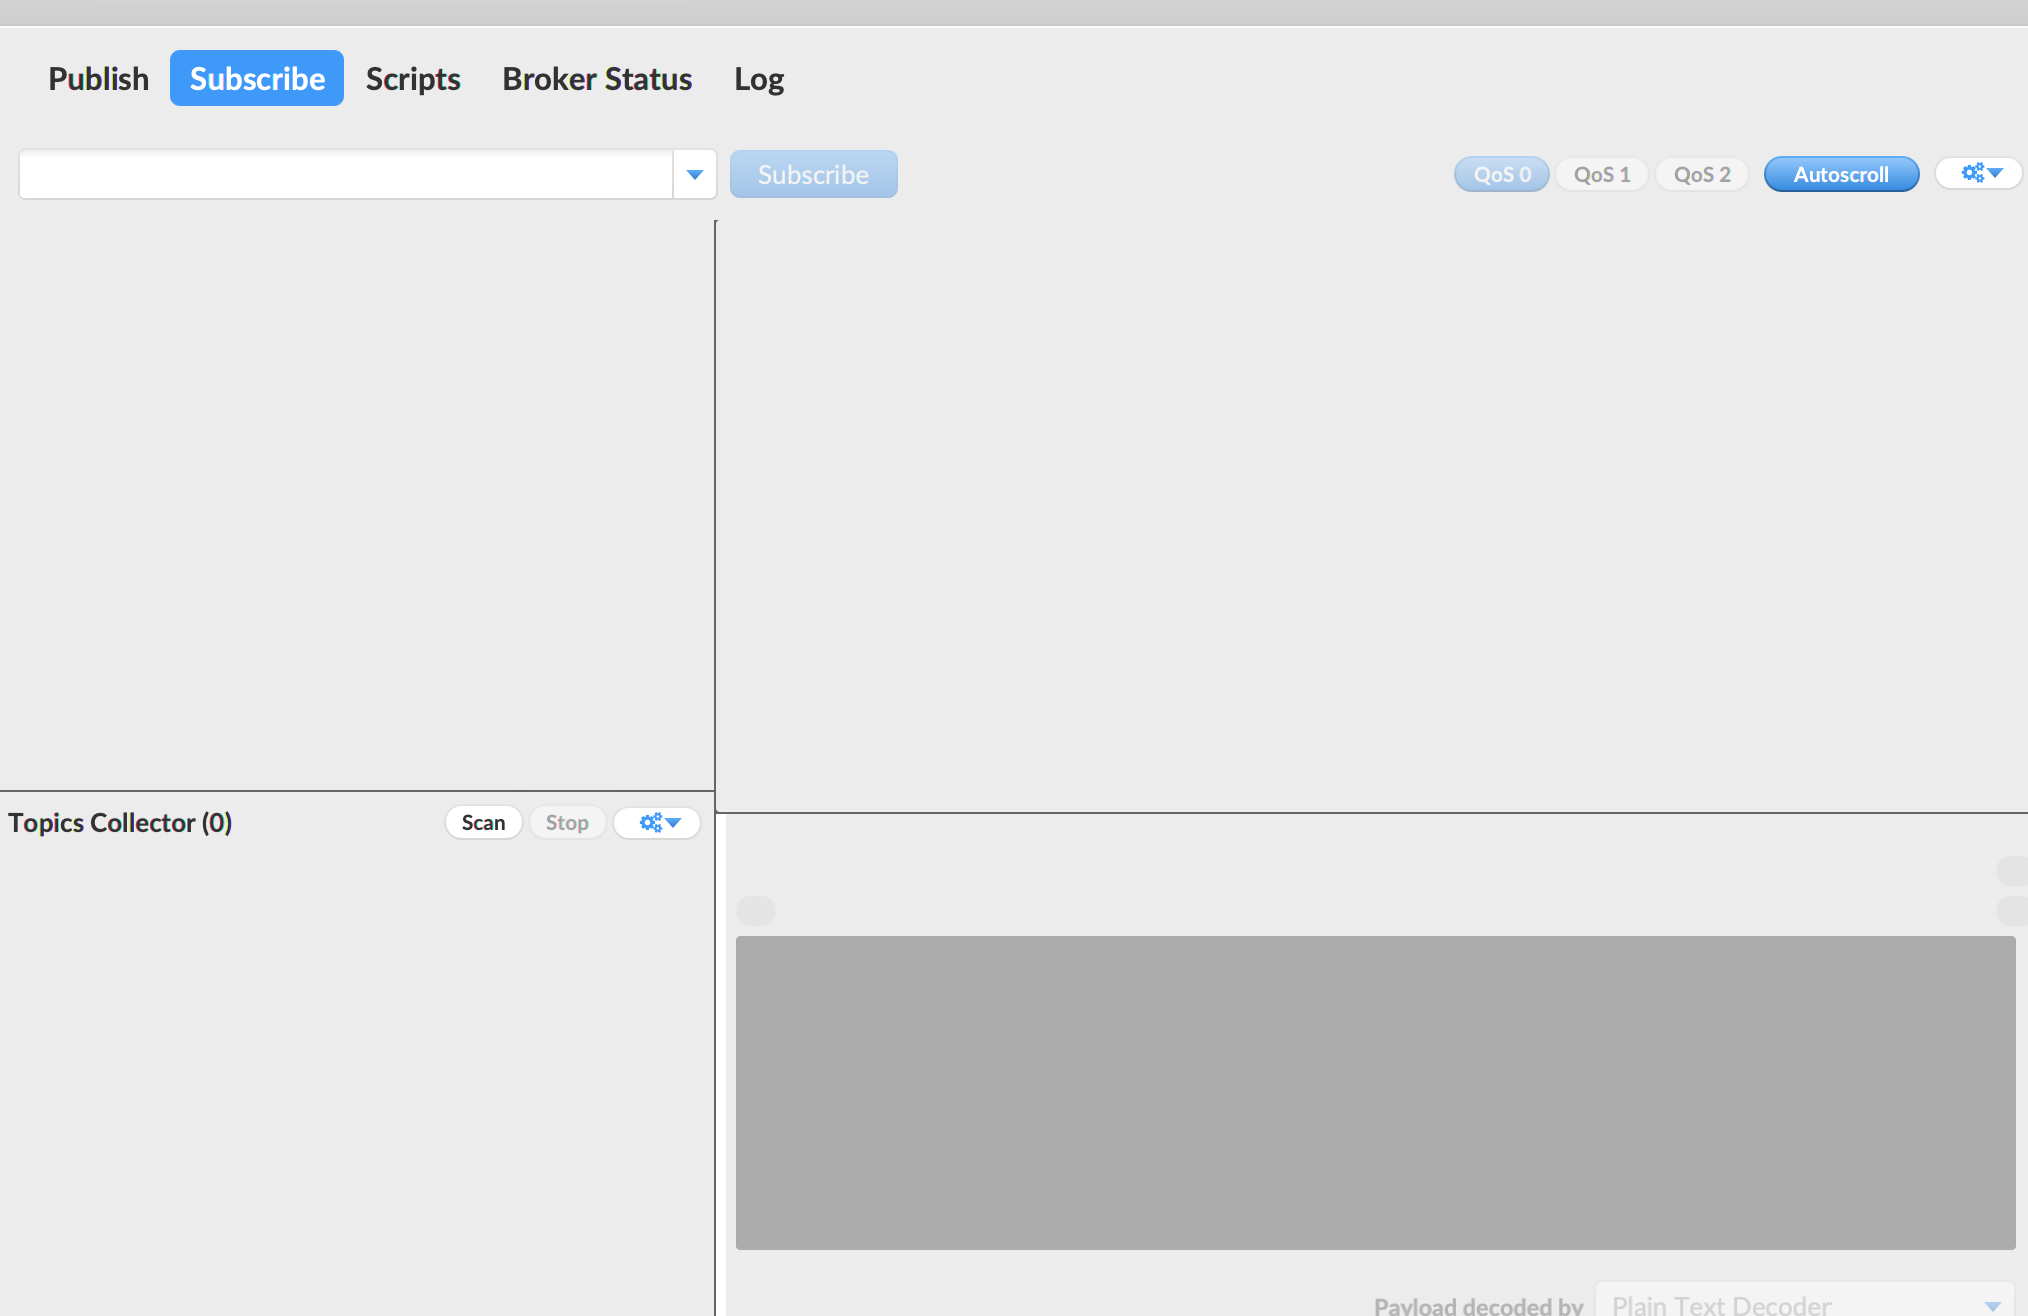 Publish Subscribe Scripts Broker Status Log
Subscribe QoS 0 QoS 1 QoS 2 Autoscroll
Topics Collector (0) Scan Stop
Payload decoded by Plain Text Decoder